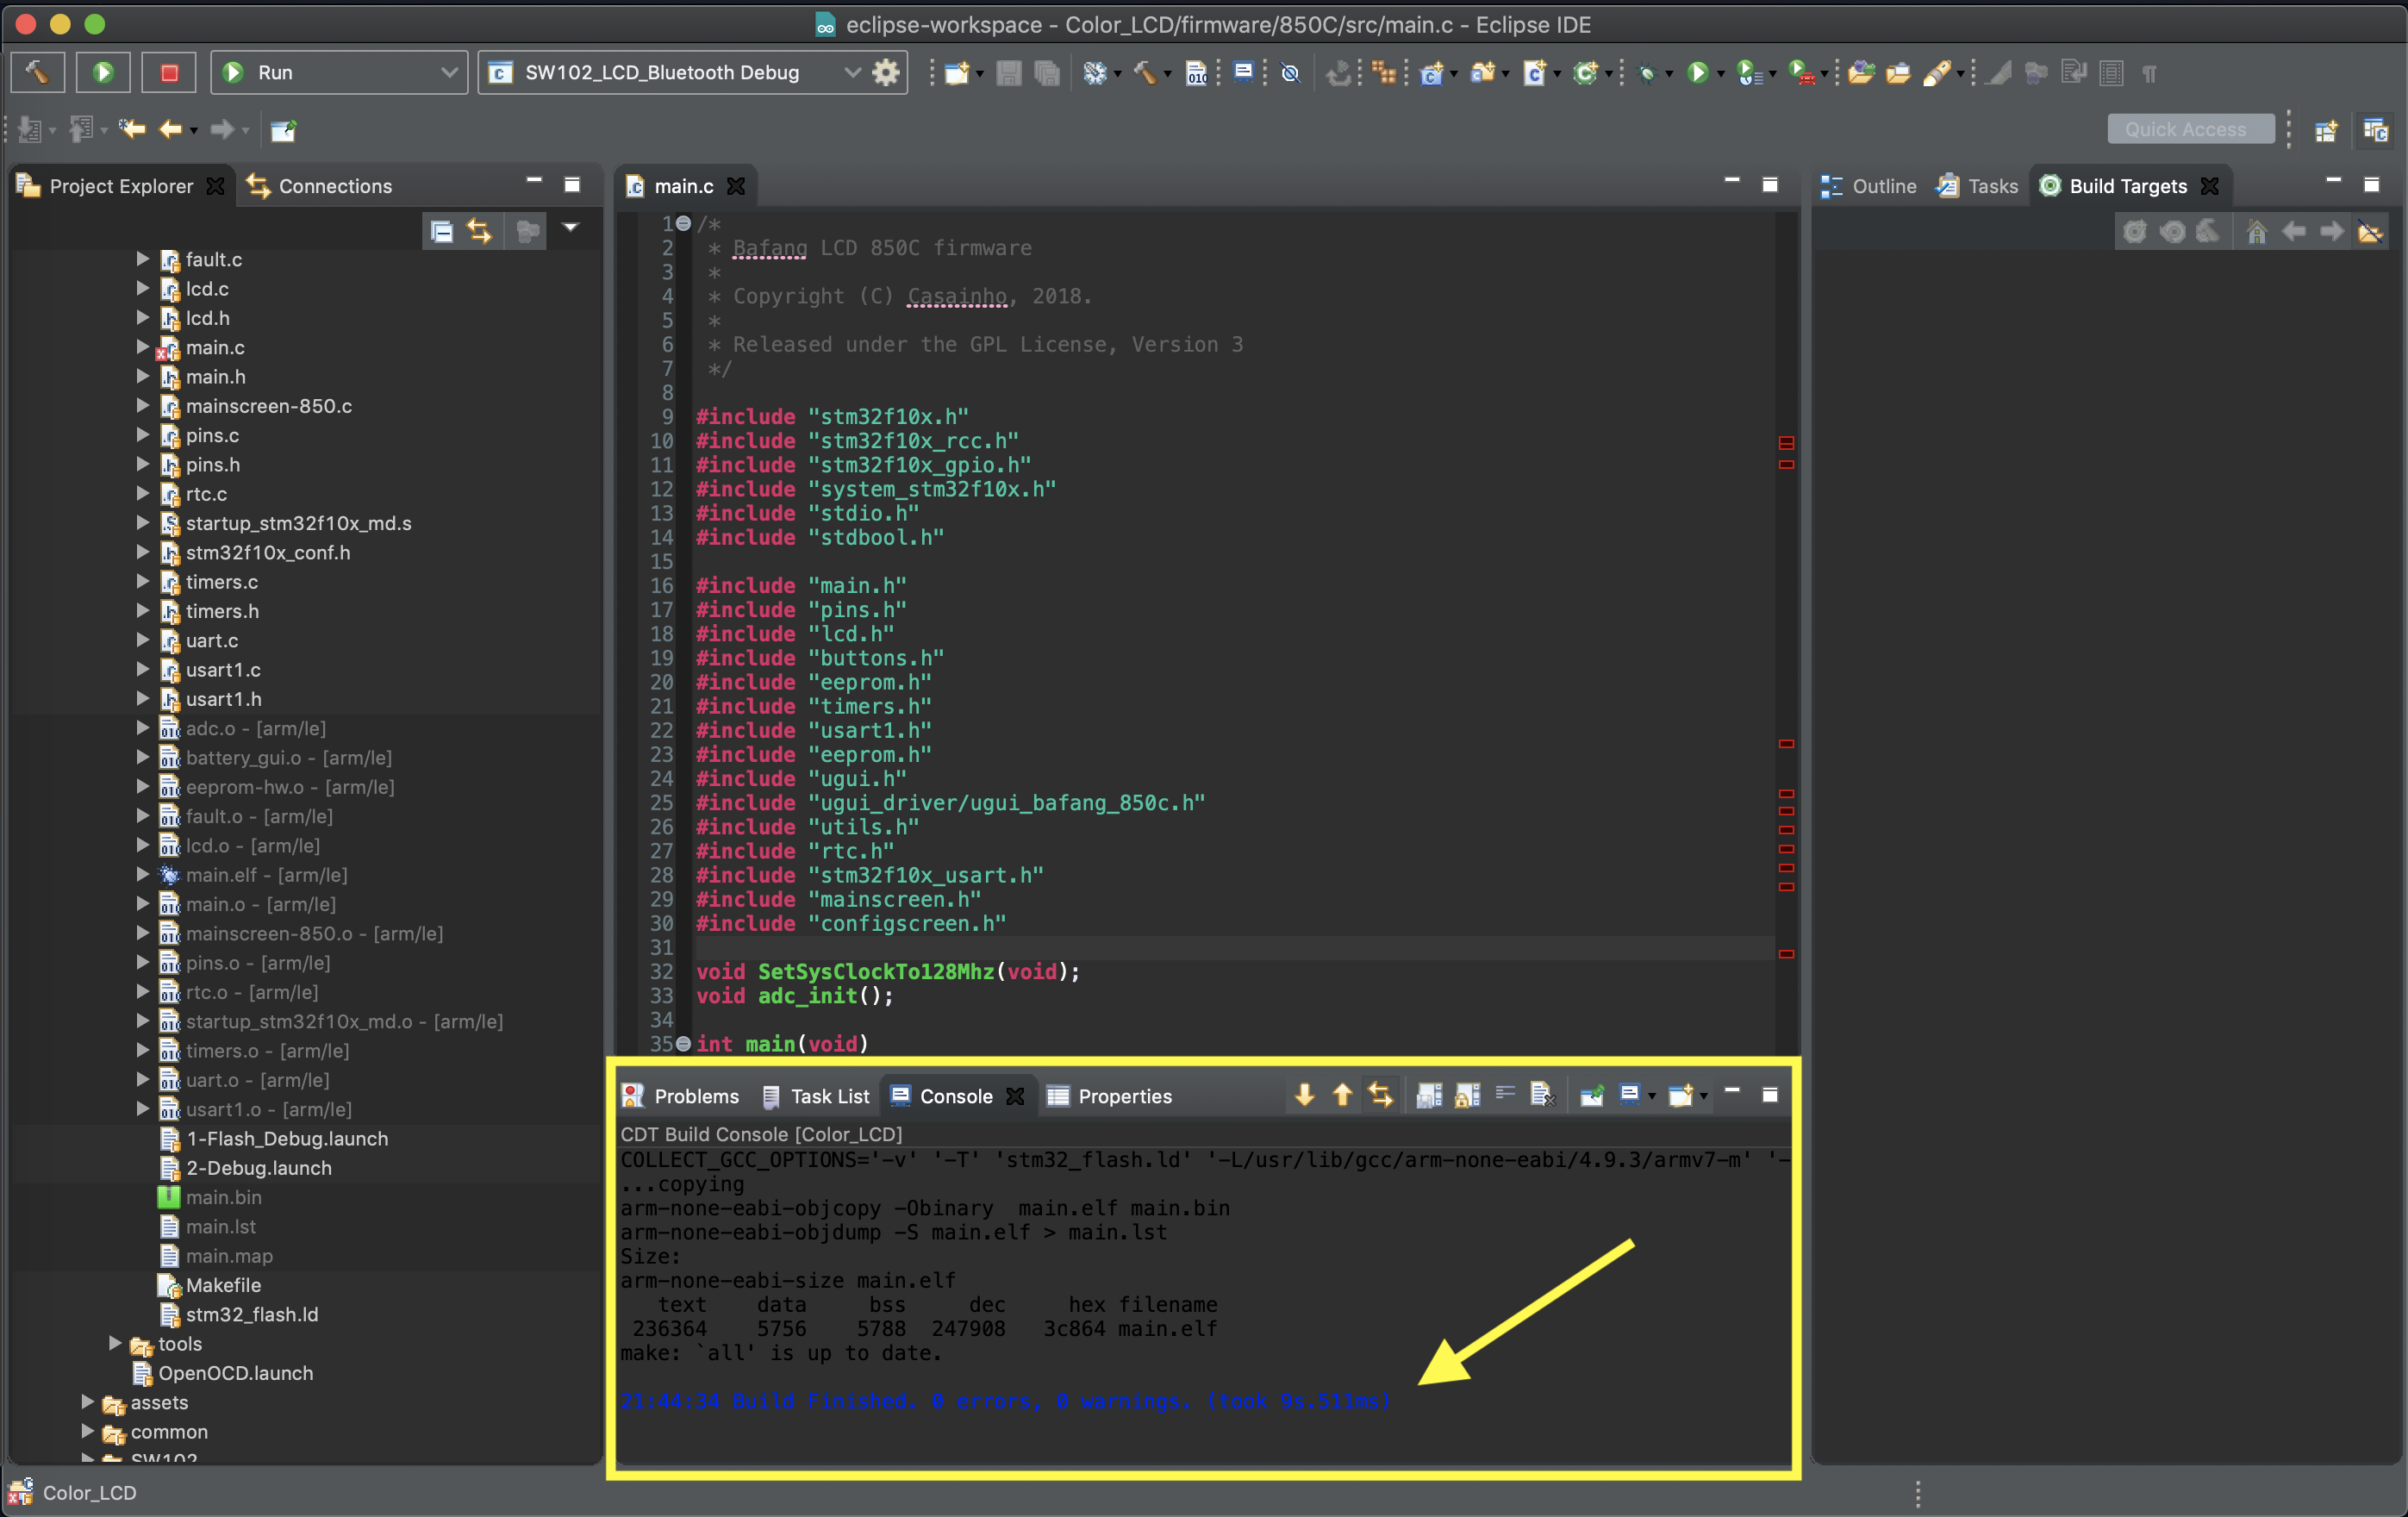 eclipse-workspace - Color_LCD/firmware/850C/src/main.c - Eclipse IDE
Run
SW102_LCD_Bluetooth Debug
Quick Access
Project Explorer
Connections
fault.c
lcd.c
lcd.h
main.c
main.h
mainscreen-850.c
pins.c
pins.h
rtc.c
startup_stm32f10x_md.s
stm32f10x_conf.h
timers.c
timers.h
uart.c
usart1.c
usart1.h
adc.o - [arm/le]
battery_gui.o - [arm/le]
eeprom-hw.o - [arm/le]
fault.o - [arm/le]
lcd.o - [arm/le]
main.elf - [arm/le]
main.o - [arm/le]
mainscreen-850.o - [arm/le]
pins.o - [arm/le]
rtc.o - [arm/le]
startup_stm32f10x_md.o - [arm/le]
timers.o - [arm/le]
uart.o - [arm/le]
usart1.o - [arm/le]
1-Flash_Debug.launch
2-Debug.launch
main.bin
main.lst
main.map
Makefile
stm32_flash.ld
tools
OpenOCD.launch
assets
common
SW102
main.c
1 /*
2 * Bafang LCD 850C firmware
3 *
4 * Copyright (C) Casainho, 2018.
5 *
6 * Released under the GPL License, Version 3
7 */
8
9 #include "stm32f10x.h"
10 #include "stm32f10x_rcc.h"
11 #include "stm32f10x_gpio.h"
12 #include "system_stm32f10x.h"
13 #include "stdio.h"
14 #include "stdbool.h"
15
16 #include "main.h"
17 #include "pins.h"
18 #include "lcd.h"
19 #include "buttons.h"
20 #include "eeprom.h"
21 #include "timers.h"
22 #include "usart1.h"
23 #include "eeprom.h"
24 #include "ugui.h"
25 #include "ugui_driver/ugui_bafang_850c.h"
26 #include "utils.h"
27 #include "rtc.h"
28 #include "stm32f10x_usart.h"
29 #include "mainscreen.h"
30 #include "configscreen.h"
31
32 void SetSysClockTo128Mhz(void);
33 void adc_init();
34
35 int main(void)
Outline
Tasks
Build Targets
Problems
Task List
Console
Properties
CDT Build Console [Color_LCD]
COLLECT_GCC_OPTIONS='-v' '-T' 'stm32_flash.ld' '-L/usr/lib/gcc/arm-none-eabi/4.9.3/armv7-m' '-
...copying
arm-none-eabi-objcopy -Obinary  main.elf main.bin
arm-none-eabi-objdump -S main.elf > main.lst
Size:
arm-none-eabi-size main.elf
text    data     bss     dec     hex filename
236364    5756    5788  247908   3c864 main.elf
make: `all' is up to date.
21:44:34 Build Finished. 0 errors, 0 warnings. (took 9s.511ms)
Color_LCD